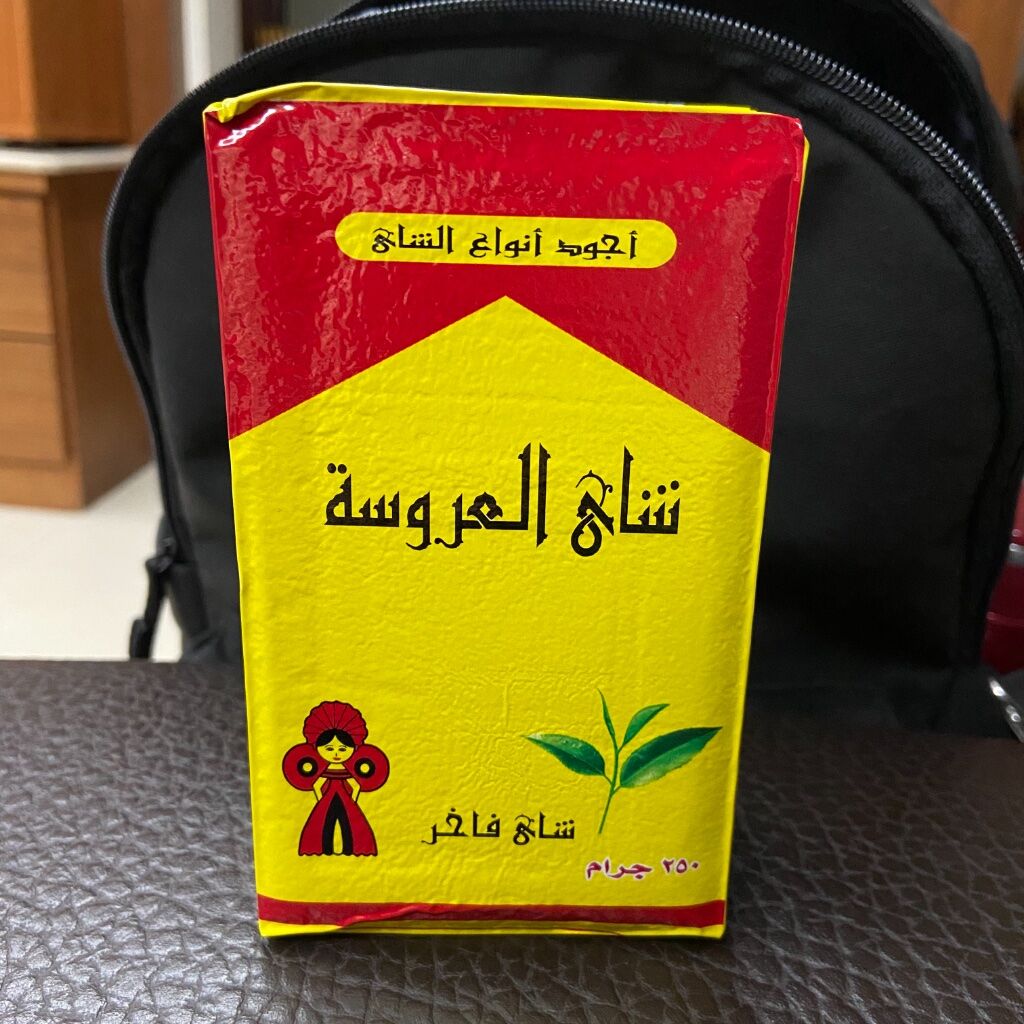 أجود أنواع الشاى
شاى العروسة
شاى فاخر
٢٥٠ جرام